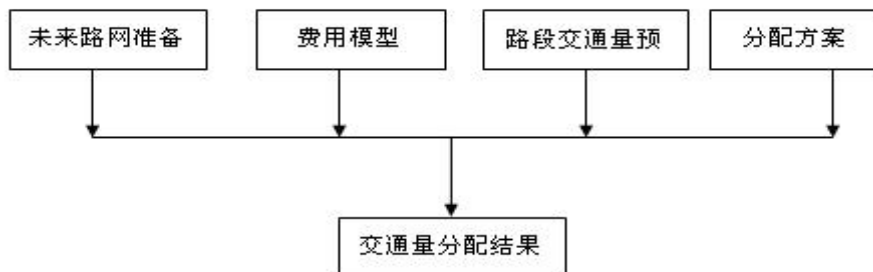 未来路网准备
费用模型
路段交通量预
分配方案
交通量分配结果